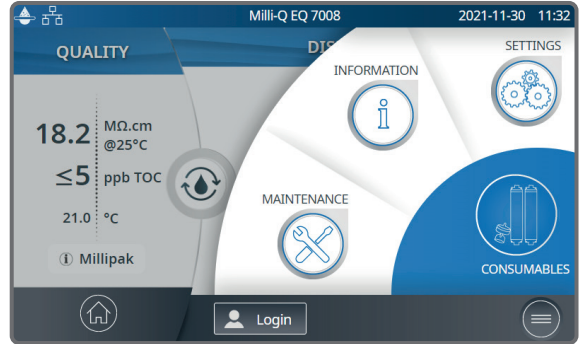 Milli-Q EQ 7008
2021-11-30 11:32
QUALITY
DIS
INFORMATION
SETTINGS
18.2 MΩ.cm @25°C
≤5 ppb TOC
21.0 °C
Millipak
MAINTENANCE
CONSUMABLES
Login